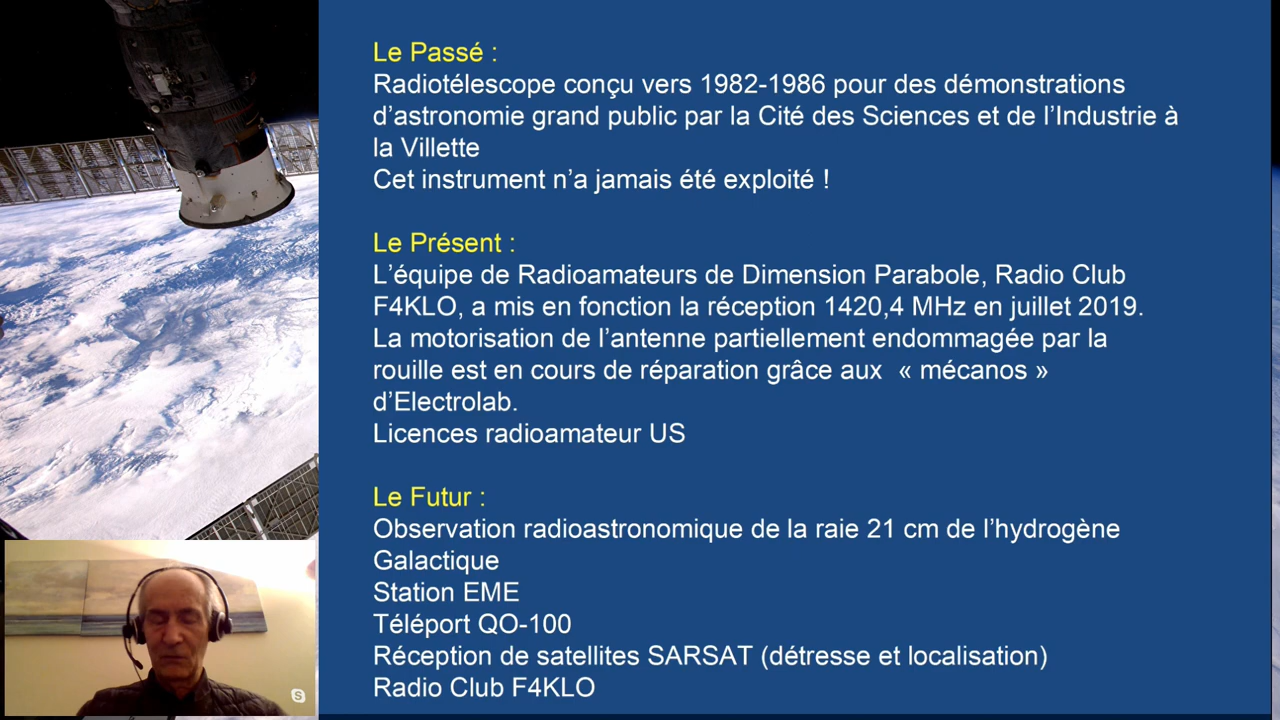 Le Passé :
Radiotélescope conçu vers 1982-1986 pour des démonstrations
d’astronomie grand public par la Cité des Sciences et de l’Industrie à
la Villette
Cet instrument n’a jamais été exploité !
Le Présent :
L’équipe de Radioamateurs de Dimension Parabole, Radio Club
F4KLO, a mis en fonction la réception 1420,4 MHz en juillet 2019.
La motorisation de l’antenne partiellement endommagée par la
rouille est en cours de réparation grâce aux « mécanos »
d’Electrolab.
Licences radioamateur US
Le Futur :
Observation radioastronomique de la raie 21 cm de l’hydrogène
Galactique
Station EME
Téléport QO-100
Réception de satellites SARSAT (détresse et localisation)
Radio Club F4KLO